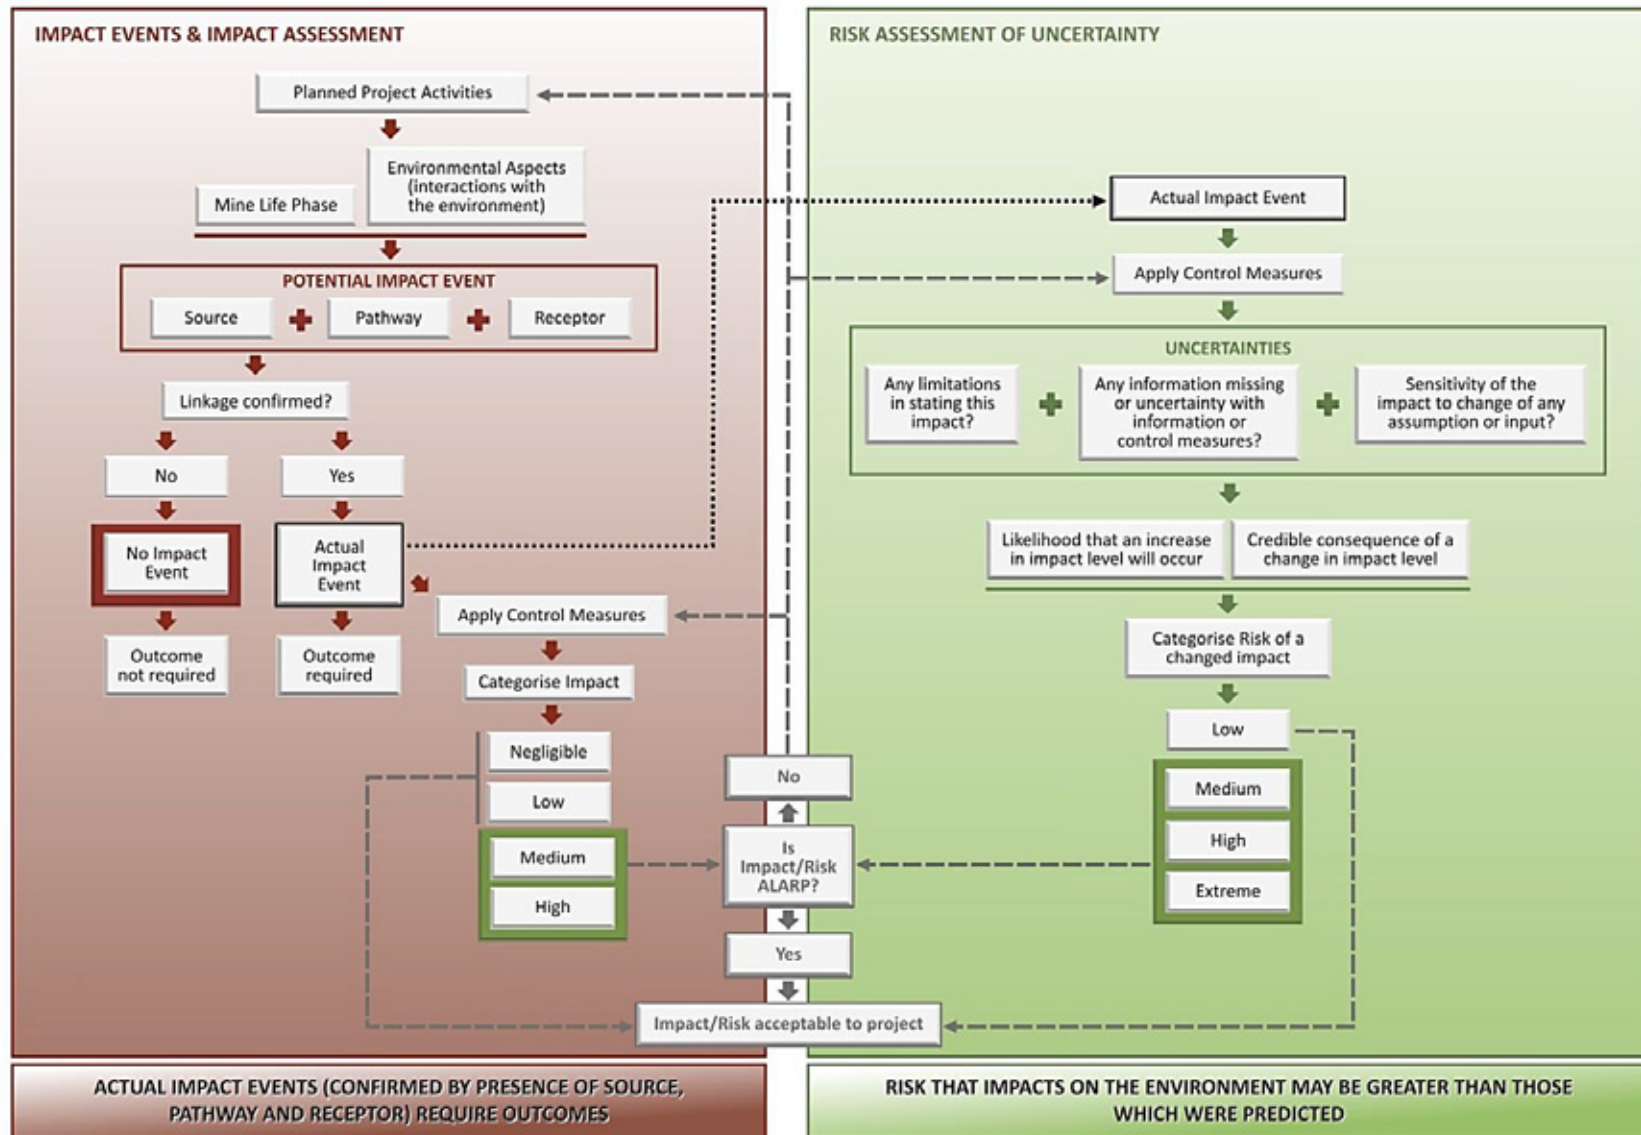 IMPACT EVENTS & IMPACT ASSESSMENT
Planned Project Activities
Mine Life Phase
Environmental Aspects
(interactions with
the environment)
POTENTIAL IMPACT EVENT
Source
Pathway
Receptor
Linkage confirmed?
No
Yes
No Impact
Event
Actual
Impact
Event
Outcome
not required
Outcome
required
Apply Control Measures
Categorise Impact
Negligible
Low
Medium
High
No
Is
Impact/Risk
ALARP?
Yes
Impact/Risk acceptable to project
RISK ASSESSMENT OF UNCERTAINTY
Actual Impact Event
Apply Control Measures
UNCERTAINTIES
Any limitations
in stating this
impact?
Any information missing
or uncertainty with
information or
control measures?
Sensitivity of the
impact to change of any
assumption or input?
Likelihood that an increase
in impact level will occur
Credible consequence of a
change in impact level
Categorise Risk of a
changed impact
Low
Medium
High
Extreme
ACTUAL IMPACT EVENTS (CONFIRMED BY PRESENCE OF SOURCE,
PATHWAY AND RECEPTOR) REQUIRE OUTCOMES
RISK THAT IMPACTS ON THE ENVIRONMENT MAY BE GREATER THAN THOSE
WHICH WERE PREDICTED